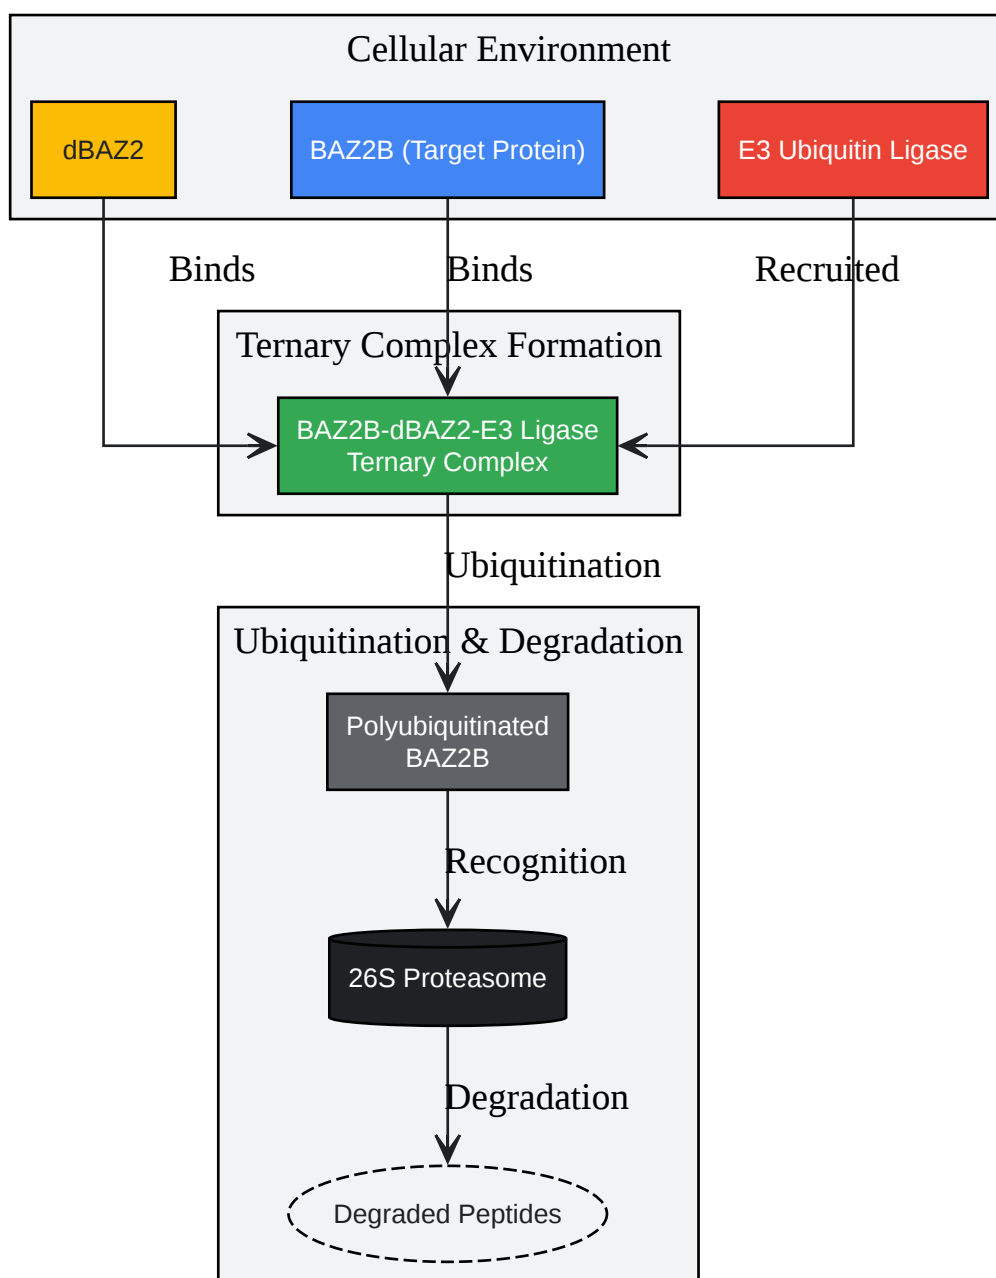 Cellular Environment
dBAZ2
BAZ2B (Target Protein)
E3 Ubiquitin Ligase
Binds
Binds
Recruited
Ternary Complex Formation
BAZ2B-dBAZ2-E3 Ligase
Ternary Complex
Ubiquitination
Ubiquitination & Degradation
Polyubiquitinated
BAZ2B
Recognition
26S Proteasome
Degradation
Degraded Peptides